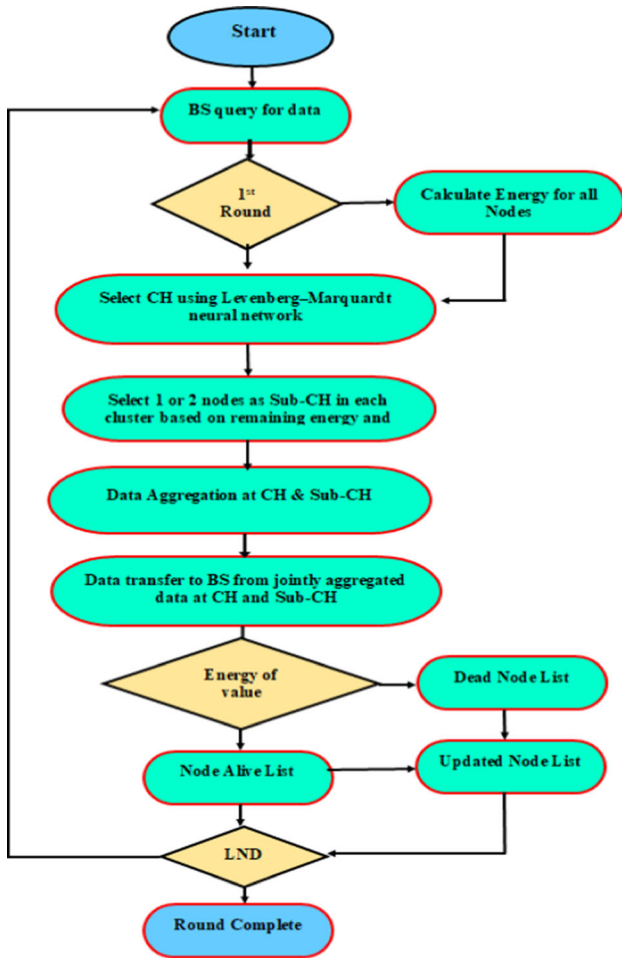 Start
BS query for data
1st
Round
Calculate Energy for all
Nodes
Select CH using Levenberg–Marquardt
neural network
Select 1 or 2 nodes as Sub-CH in each
cluster based on remaining energy and
Data Aggregation at CH & Sub-CH
Data transfer to BS from jointly aggregated
data at CH and Sub-CH
Energy of
value
Dead Node List
Node Alive List
Updated Node List
LND
Round Complete